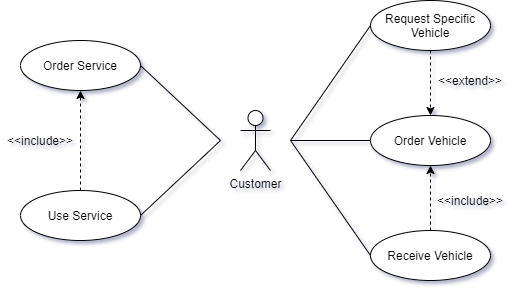 Request Specific
Vehicle
Order Service
<<extend>>
<<include>>
Order Vehicle
Customer
<<include>>
Use Service
Receive Vehicle